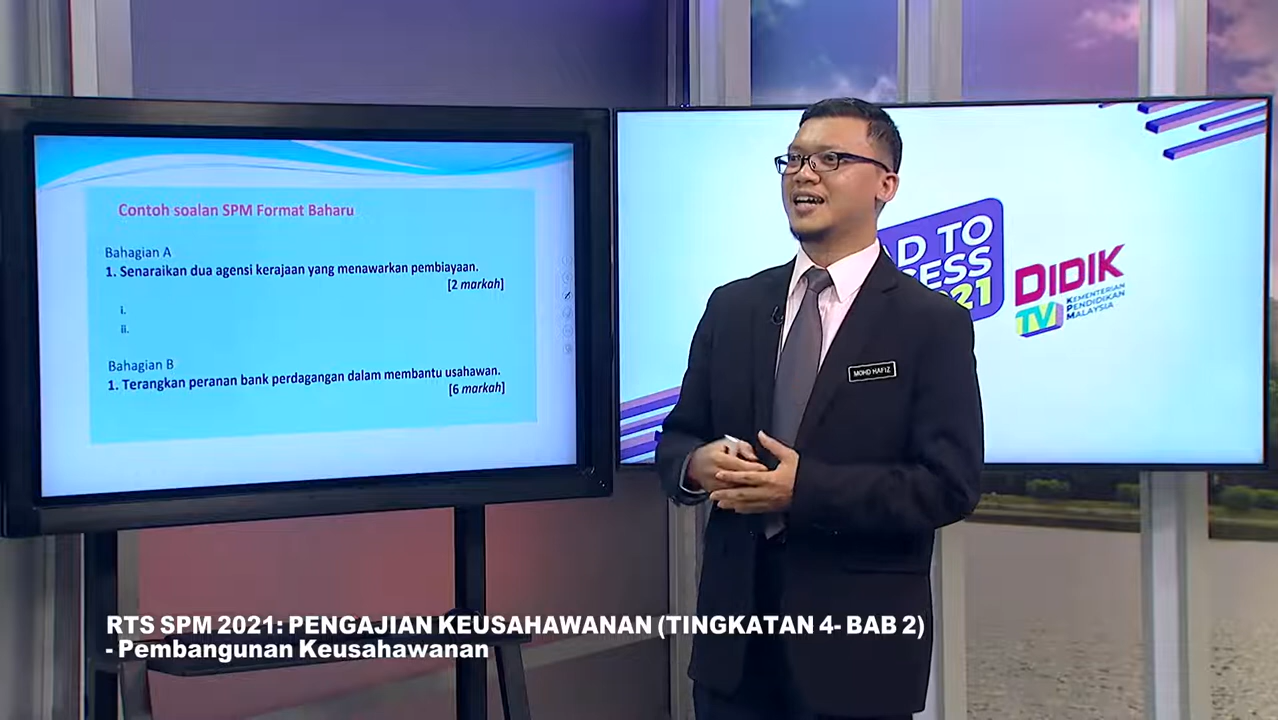 Contoh soalan SPM Format Baharu
Bahagian A
1. Senaraikan dua agensi kerajaan yang menawarkan pembiayaan.
[2 markah]
i.
ii.
Bahagian B
1. Terangkan peranan bank perdagangan dalam membantu usahawan.
[6 markah]
TO
21
DIDIK
TV
KEMENTERIAN
PENDIDIKAN
MALAYSIA
MOHD HAFIZ
RTS SPM 2021: PENGAJIAN KEUSAHAWANAN (TINGKATAN 4- BAB 2)
- Pembangunan Keusahawanan